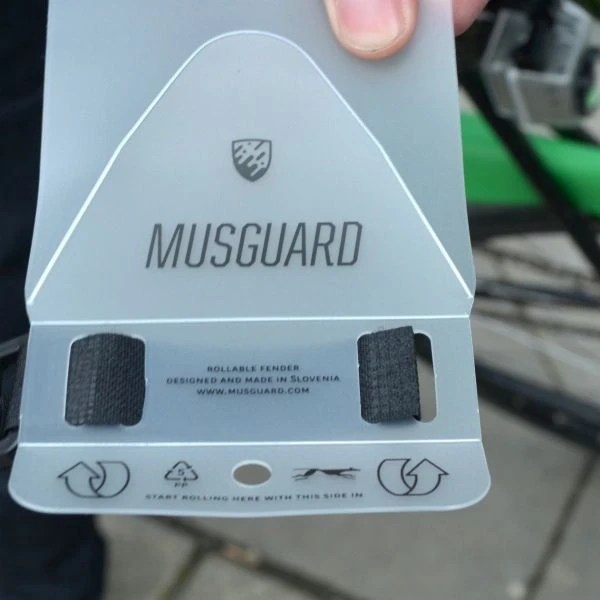 MUSGUARD
ROLLABLE FENDER
DESIGNED AND MADE IN SLOVENIA
WWW.MUSGUARD.COM
5
PP
START ROLLING HERE WITH THIS SIDE IN